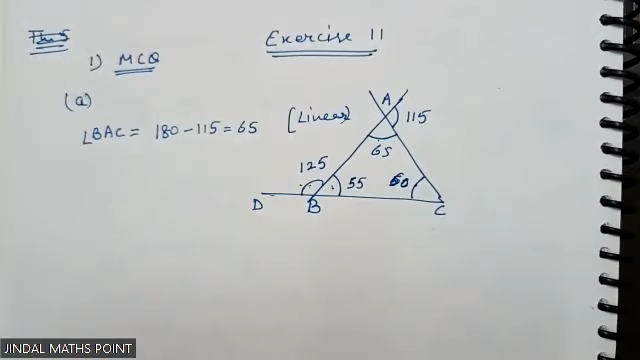 Exercise 11
1) MCQ
(a)
∠BAC = 180 - 115 = 65 [Linear)
A
115
65
125
55
60
D
B
C
JINDAL MATHS POINT